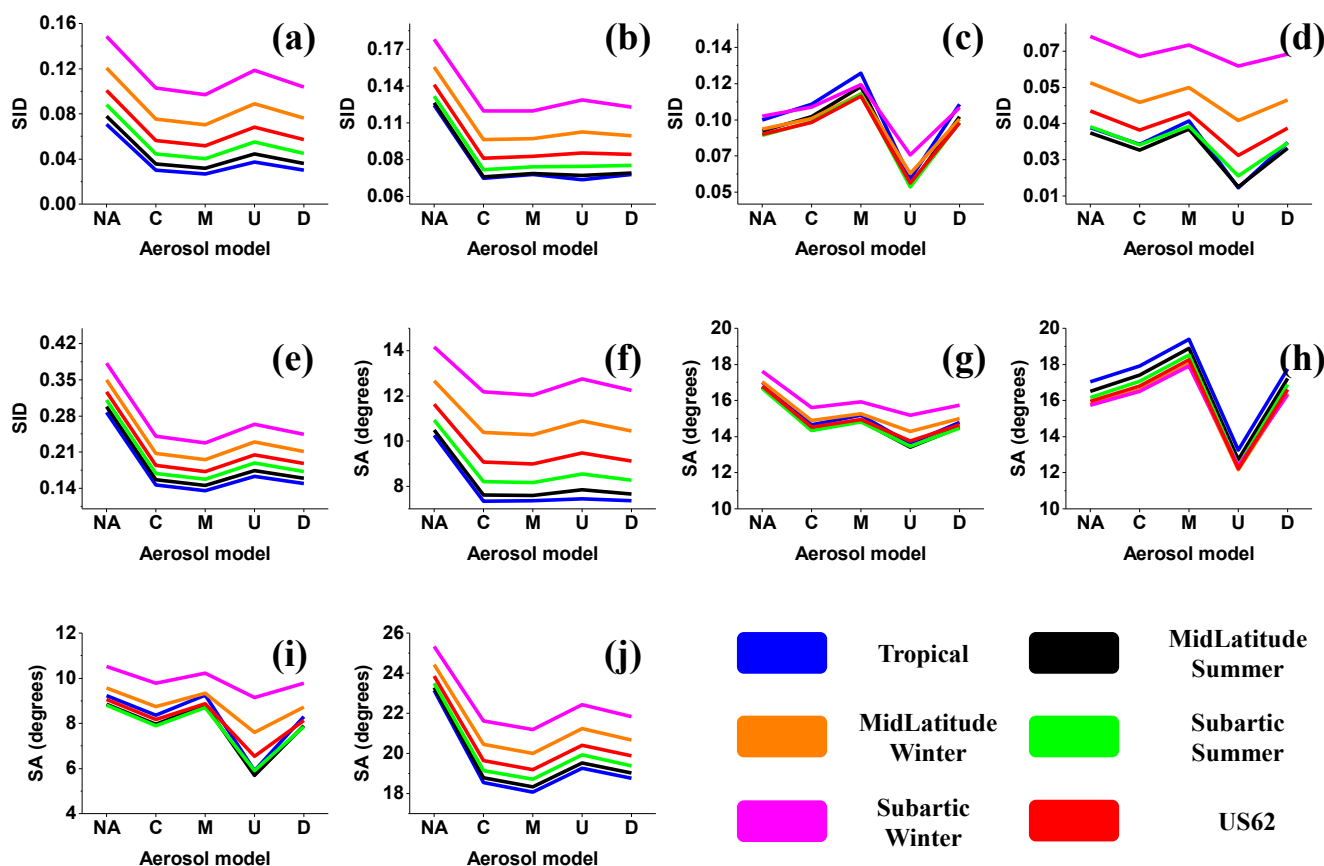 (a)
SID
0.16
0.12
0.08
0.04
0.00
NA C M U D
Aerosol model
(b)
SID
0.17
0.14
0.11
0.08
0.06
NA C M U D
Aerosol model
(c)
SID
0.14
0.12
0.10
0.07
0.05
NA C M U D
Aerosol model
(d)
SID
0.07
0.05
0.04
0.03
0.01
NA C M U D
Aerosol model
(e)
SID
0.42
0.35
0.28
0.21
0.14
NA C M U D
Aerosol model
(f)
SA (degrees)
14
12
10
8
NA C M U D
Aerosol model
(g)
SA (degrees)
20
18
16
14
12
10
NA C M U D
Aerosol model
(h)
SA (degrees)
20
18
16
14
12
10
NA C M U D
Aerosol model
(i)
SA (degrees)
12
10
8
6
4
NA C M U D
Aerosol model
(j)
SA (degrees)
26
24
22
20
18
NA C M U D
Aerosol model
Tropical
MidLatitude
Summer
MidLatitude
Winter
Subartic
Summer
Subartic
Winter
US62